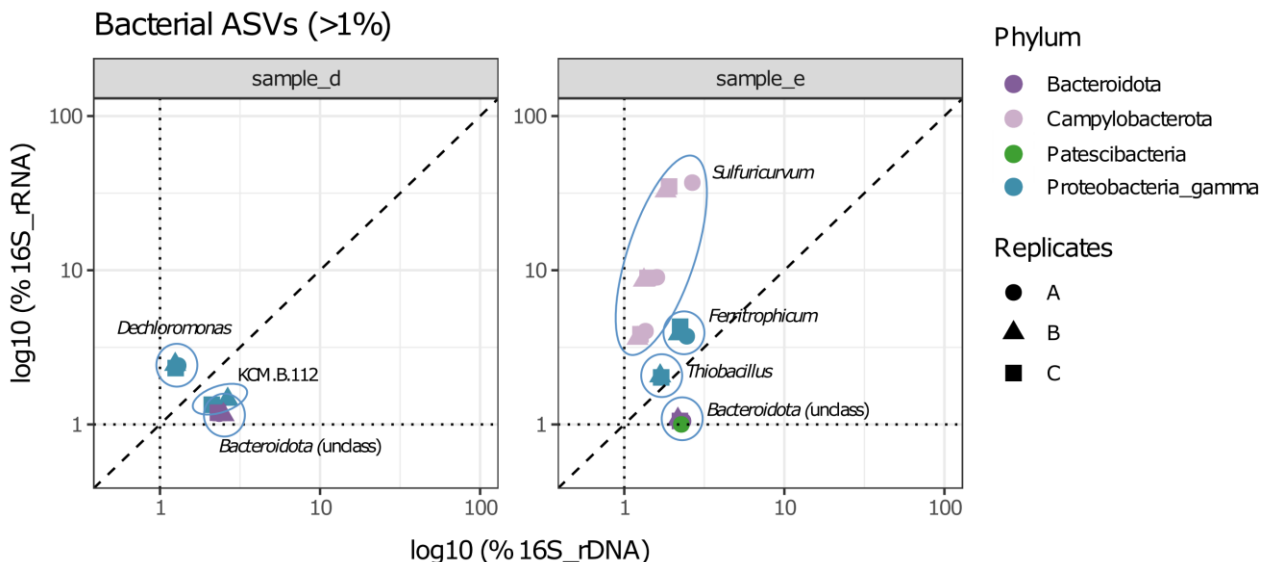 Bacterial ASVs (>1%)
sample_d
sample_e
log10 (% 16S_rRNA)
100
10
1
Dechloromonas
KCM.B.112
Bacteroidota (unclass)
Sulfuricurvum
Ferritrophicum
Thiobacillus
Bacteroidota (unclass)
1
10
100
1
10
100
log10 (% 16S_rDNA)
Phylum
Bacteroidota
Campylobacterota
Patescibacteria
Proteobacteria_gamma
Replicates
A
B
C